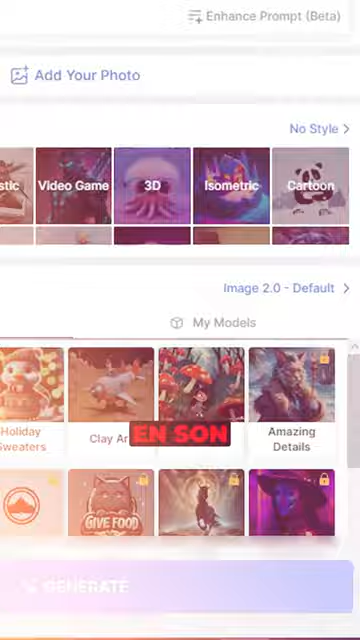 Enhance Prompt (Beta)
Add Your Photo
No Style
stic
Video Game
3D
Isometric
Cartoon
Image 2.0 - Default
My Models
Holiday
Sweaters
Clay Ar
EN SON
Amazing
Details
GIVE FOOD
GENERATE